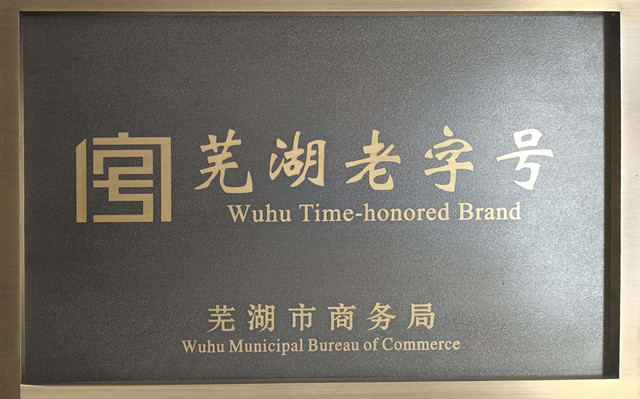 芜湖老字号
Wuhu Time-honored Brand
芜湖市商务局
Wuhu Municipal Bureau of Commerce